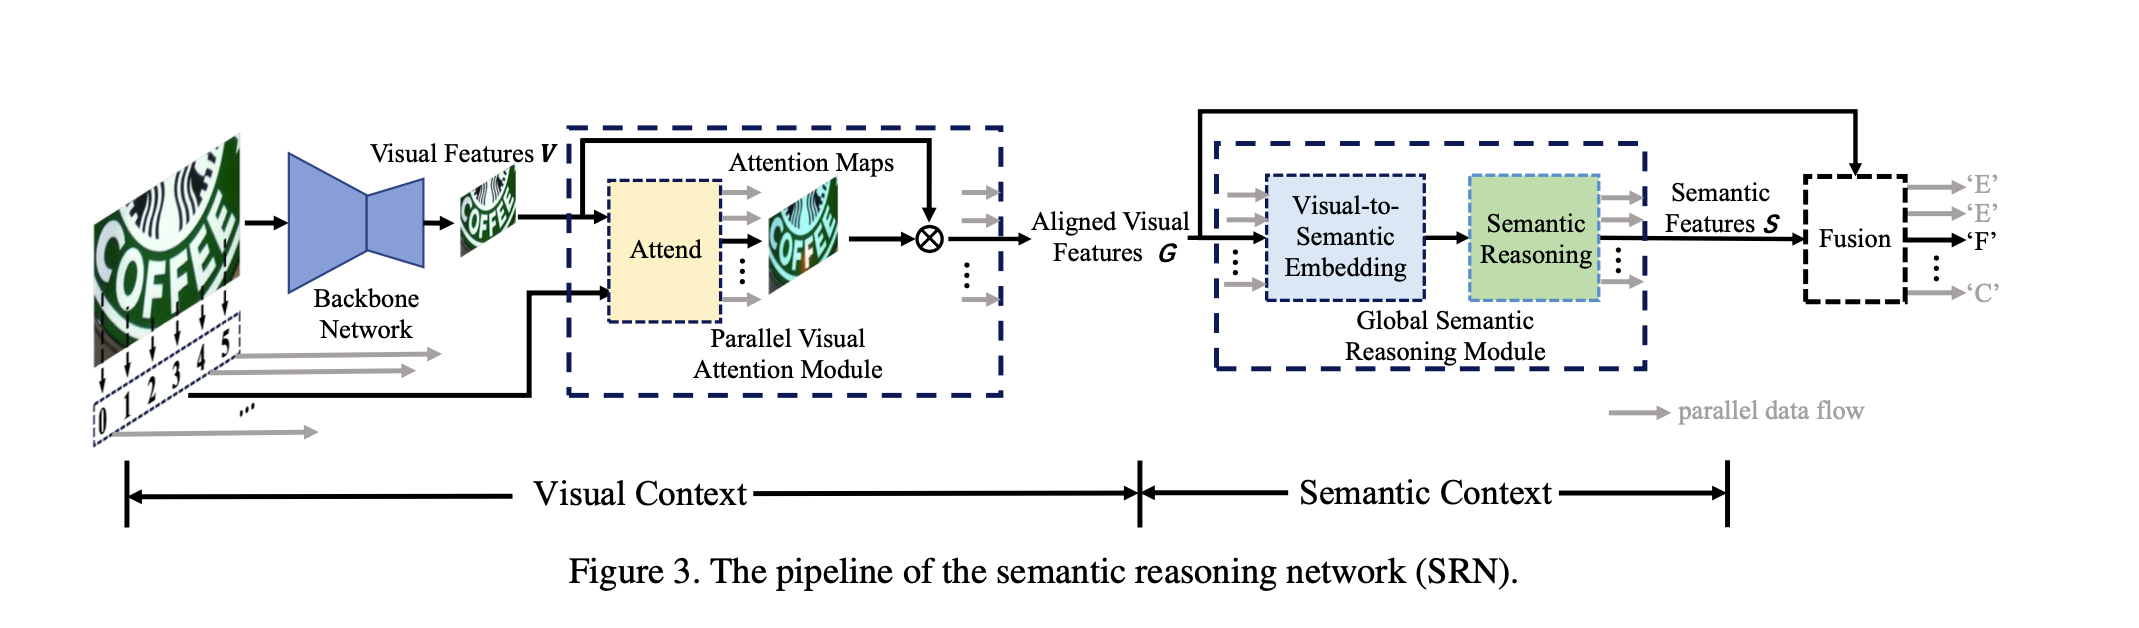 COFFEE
0 1 2 3 4 5
...
Backbone
Network
Visual Features V
COFFEE
Attend
Attention Maps
COFFEE
Parallel Visual
Attention Module
Aligned Visual
Features G
Visual-to-
Semantic
Embedding
Semantic
Reasoning
Global Semantic
Reasoning Module
Semantic
Features S
Fusion
‘E’
‘E’
‘F’
‘C’
parallel data flow
Visual Context
Semantic Context
Figure 3. The pipeline of the semantic reasoning network (SRN).